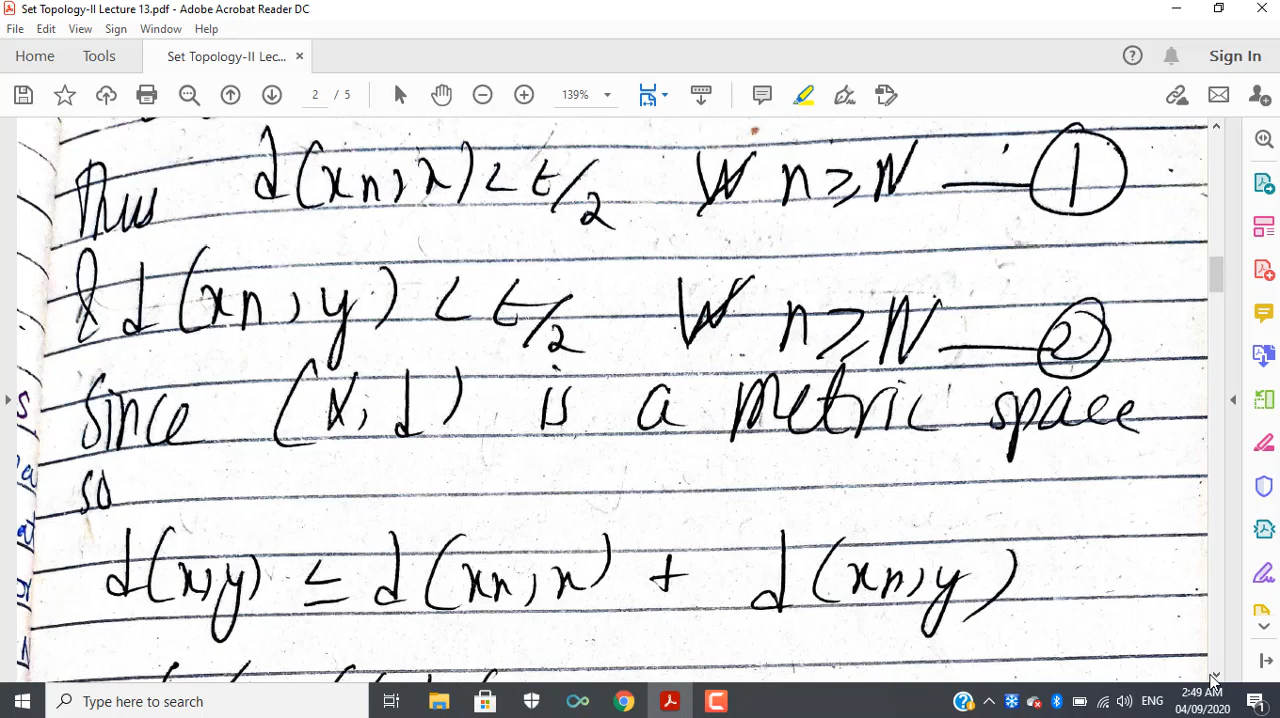 Set Topology-II Lecture 13.pdf - Adobe Acrobat Reader DC
File Edit View Sign Window Help
Home Tools Set Topology-II Lec... × Sign In
2 / 5 139%
Thus d(xn, x) < ε/2 ∀ n ≥ N — ①
& d(xn, y) < ε/2 ∀ n ≥ N — ②
Since (X, d) is a metric space
so
d(x,y) ≤ d(xn, x) + d(xn, y)
Type here to search
ENG
2:49 AM
04/09/2020